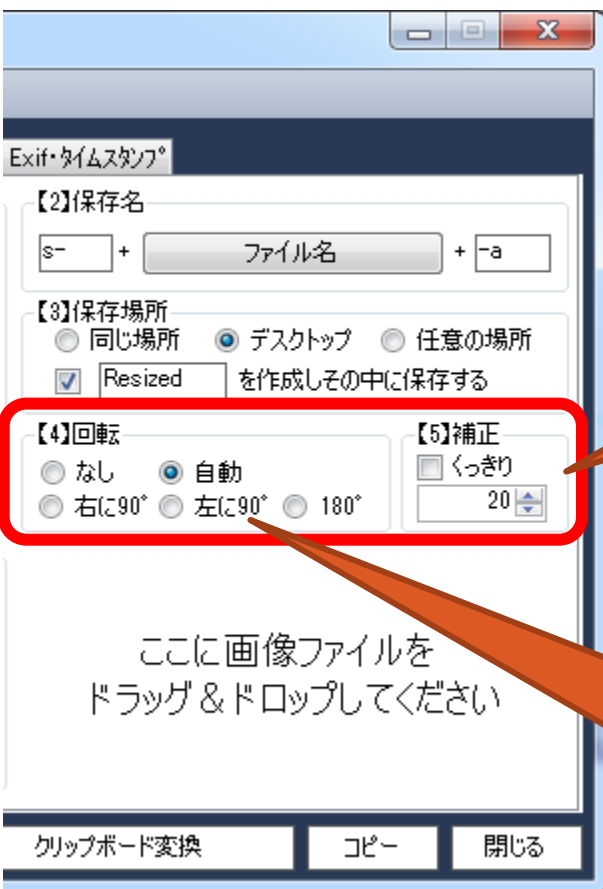 Exif・タイムスタンプ
【2】保存名
s- + ファイル名 + -a
【3】保存場所
同じ場所 デスクトップ 任意の場所
Resized を作成しその中に保存する
【4】回転 【5】補正
なし 自動 くっきり
右に90° 左に90° 180° 20
ここに画像ファイルを
ドラッグ＆ドロップしてください
クリップボード変換 コピー 閉じる